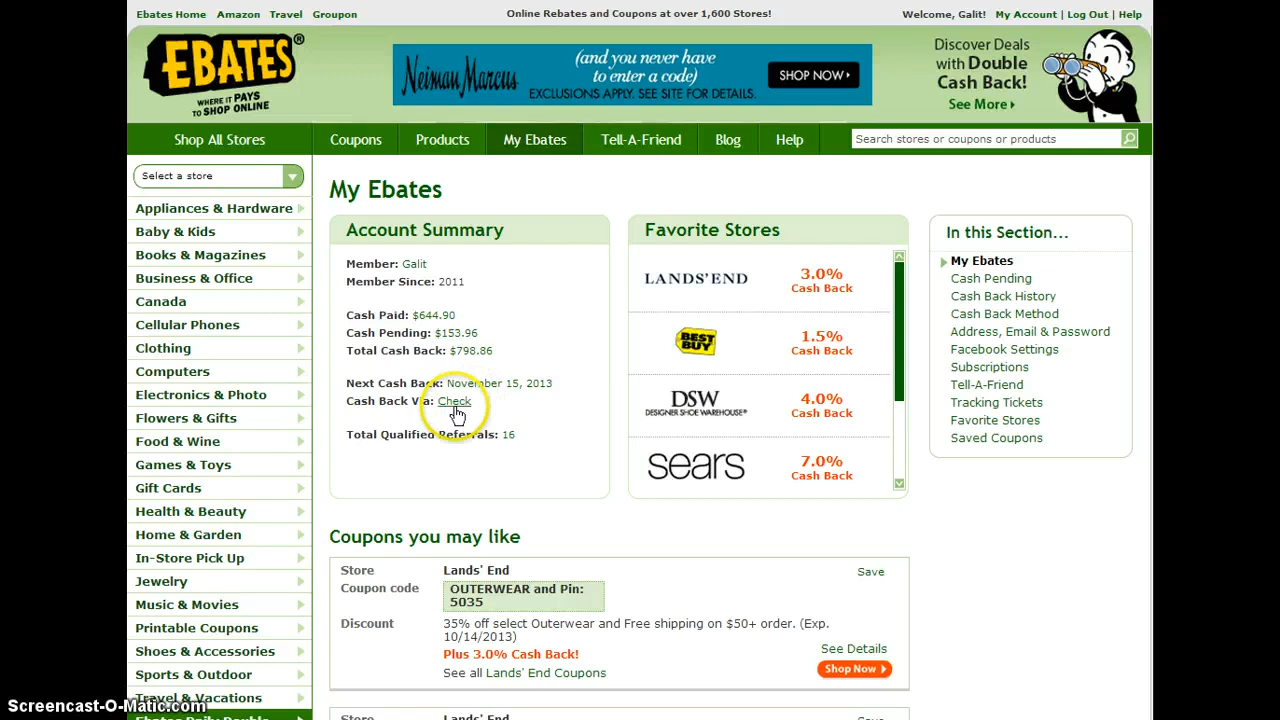 Ebates Home Amazon Travel Groupon
Online Rebates and Coupons at over 1,600 Stores!
Welcome, Galit! My Account | Log Out | Help
EBATES®
WHERE IT PAYS
TO SHOP ONLINE
Neiman Marcus
(and you never have
to enter a code)
EXCLUSIONS APPLY. SEE SITE FOR DETAILS.
SHOP NOW
Discover Deals
with Double
Cash Back!
See More
Shop All Stores Coupons Products My Ebates Tell-A-Friend Blog Help
Search stores or coupons or products
Select a store
Appliances & Hardware
Baby & Kids
Books & Magazines
Business & Office
Canada
Cellular Phones
Clothing
Computers
Electronics & Photo
Flowers & Gifts
Food & Wine
Games & Toys
Gift Cards
Health & Beauty
Home & Garden
In-Store Pick Up
Jewelry
Music & Movies
Printable Coupons
Shoes & Accessories
Sports & Outdoor
Travel & Vacations
Ebates Daily Double
My Ebates
Account Summary
Member: Galit
Member Since: 2011
Cash Paid: $644.90
Cash Pending: $153.96
Total Cash Back: $798.86
Next Cash Back: November 15, 2013
Cash Back Via: Check
Total Qualified Referrals: 16
Favorite Stores
LANDS' END
3.0%
Cash Back
BEST BUY
1.5%
Cash Back
DSW
DESIGNER SHOE WAREHOUSE
4.0%
Cash Back
sears
7.0%
Cash Back
In this Section...
My Ebates
Cash Pending
Cash Back History
Cash Back Method
Address, Email & Password
Facebook Settings
Subscriptions
Tell-A-Friend
Tracking Tickets
Favorite Stores
Saved Coupons
Coupons you may like
Store Lands' End
Save
Coupon code OUTERWEAR and Pin:
5035
Discount 35% off select Outerwear and Free shipping on $50+ order. (Exp.
10/14/2013)
Plus 3.0% Cash Back!
See all Lands' End Coupons
See Details
Shop Now
Store Lands' End
Save
Screencast-O-Matic.com